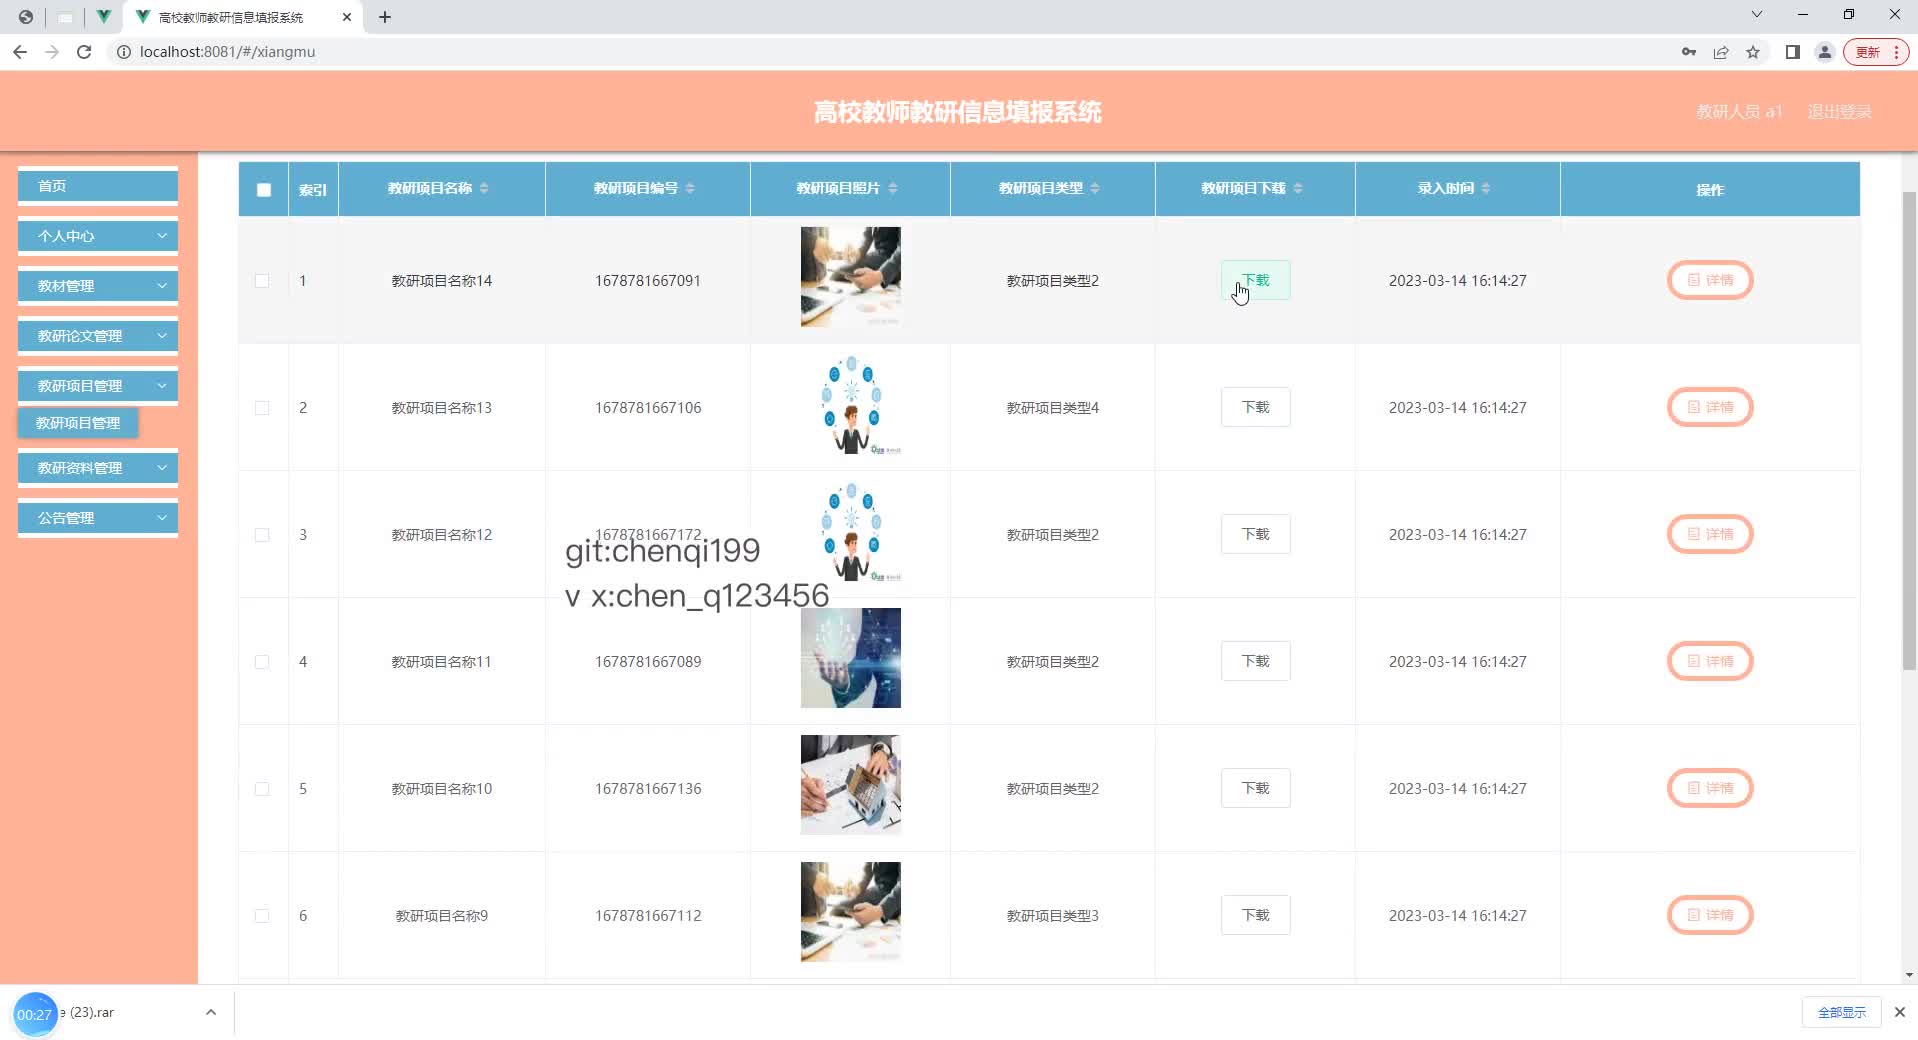 高校教师教研信息填报系统
localhost:8081/#/xiangmu
更新
高校教师教研信息填报系统
教研人员 a1
退出登录
首页
个人中心
教材管理
教研论文管理
教研项目管理
教研项目管理
教研资料管理
公告管理
索引 教研项目名称 教研项目编号 教研项目照片 教研项目类型 教研项目下载 录入时间 操作
1 教研项目名称14 1678781667091 教研项目类型2 下载 2023-03-14 16:14:27 详情
2 教研项目名称13 1678781667106 教研项目类型4 下载 2023-03-14 16:14:27 详情
3 教研项目名称12 1678781667172 教研项目类型2 下载 2023-03-14 16:14:27 详情
git:chenqi199
v x:chen_q123456
4 教研项目名称11 1678781667089 教研项目类型2 下载 2023-03-14 16:14:27 详情
5 教研项目名称10 1678781667136 教研项目类型2 下载 2023-03-14 16:14:27 详情
6 教研项目名称9 1678781667112 教研项目类型3 下载 2023-03-14 16:14:27 详情
00:27
e (23).rar
全部显示